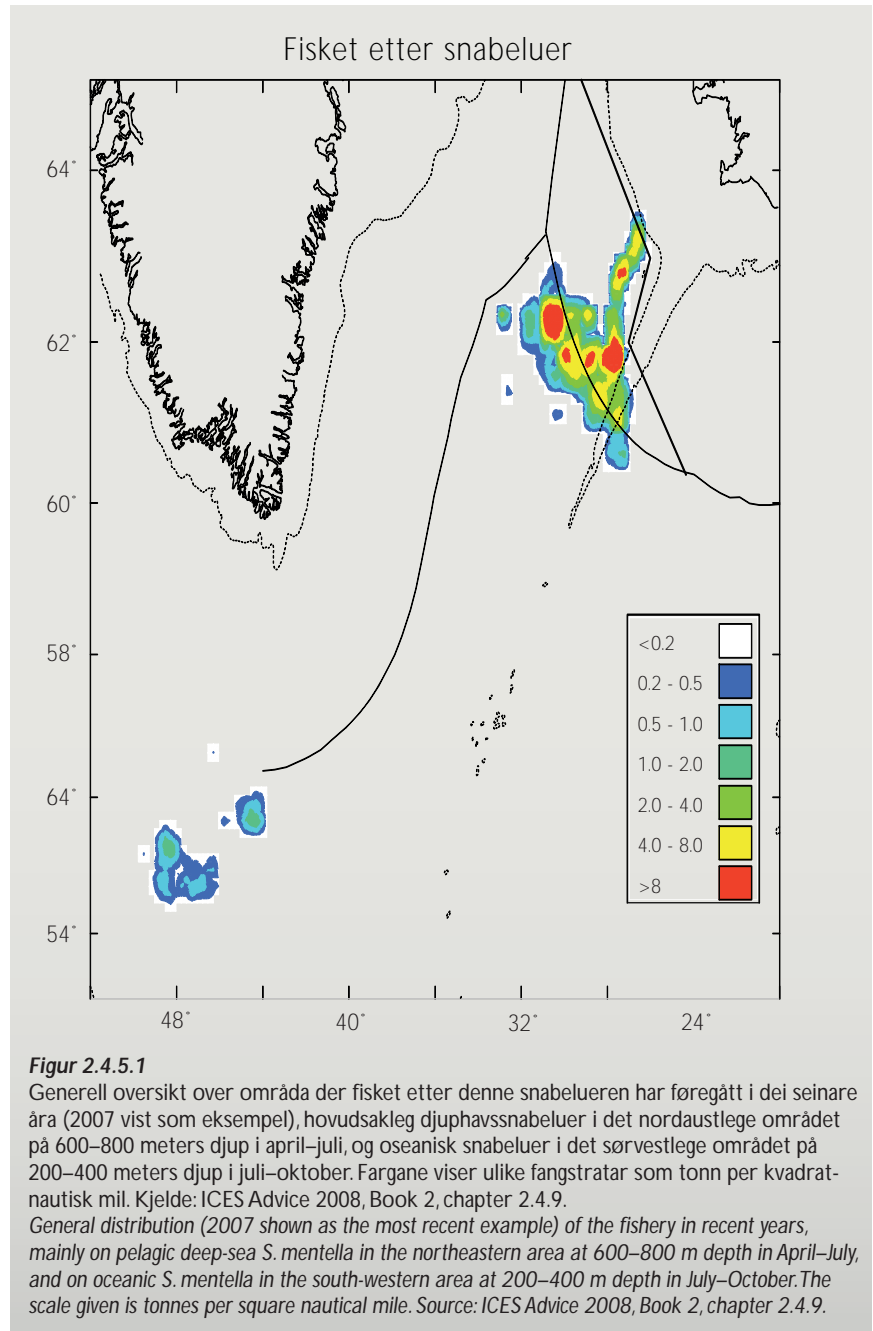 Fisket etter snabeluer
64°
62°
60°
58°
64°
54°
48°
40°
32°
24°
<0.2
0.2 - 0.5
0.5 - 1.0
1.0 - 2.0
2.0 - 4.0
4.0 - 8.0
>8
Figur 2.4.5.1
Generell oversikt over områda der fisket etter denne snabelueren har føregått i dei seinare
åra (2007 vist som eksempel), hovudsakleg djuphavssnabeluer i det nordaustlege området
på 600–800 meters djup i april–juli, og oseanisk snabeluer i det sørvestlege området på
200–400 meters djup i juli–oktober. Fargane viser ulike fangstratar som tonn per kvadrat-
nautisk mil. Kjelde: ICES Advice 2008, Book 2, chapter 2.4.9.
General distribution (2007 shown as the most recent example) of the fishery in recent years,
mainly on pelagic deep-sea S. mentella in the northeastern area at 600–800 m depth in April–July,
and on oceanic S. mentella in the south-western area at 200–400 m depth in July–October. The
scale given is tonnes per square nautical mile. Source: ICES Advice 2008, Book 2, chapter 2.4.9.